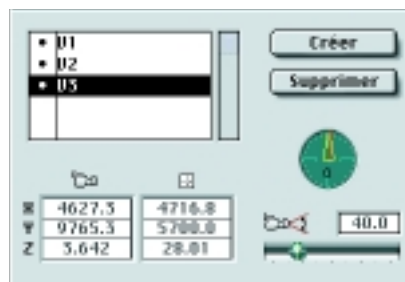 • V1
• V2
• V3
Créer
Supprimer
0
X 4627.3 4716.8
Y 9765.3 5700.0
Z 3.642 28.01
40.0